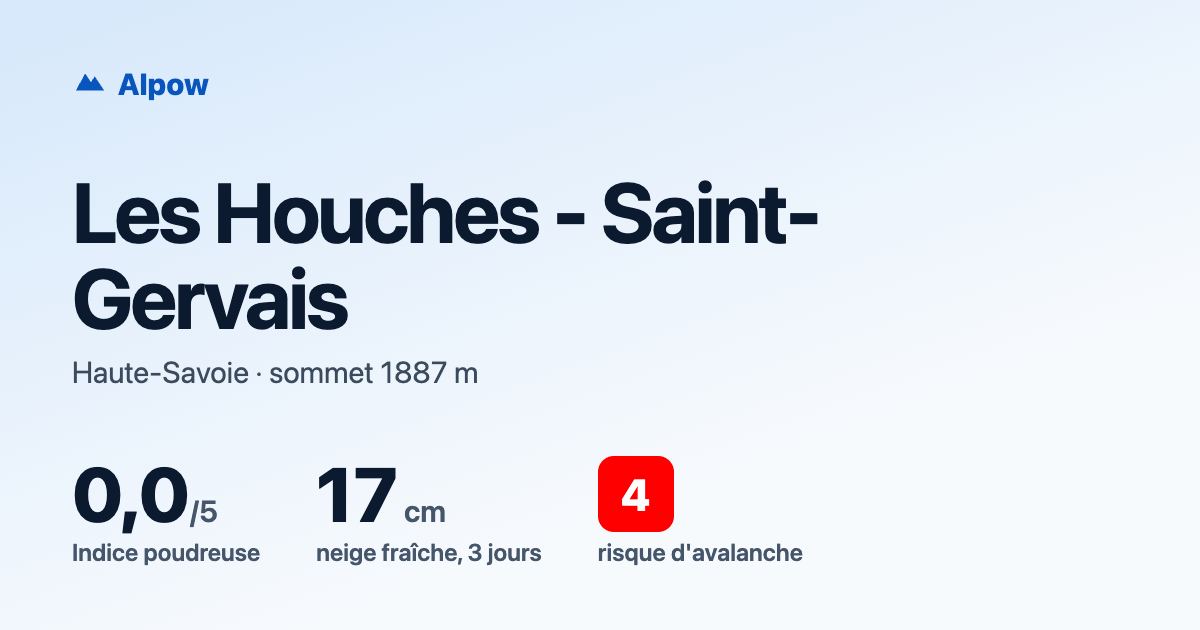 Alpow
Les Houches - Saint-
Gervais
Haute-Savoie · sommet 1887 m
0,0/5
Indice poudreuse
17 cm
neige fraîche, 3 jours
4
risque d'avalanche